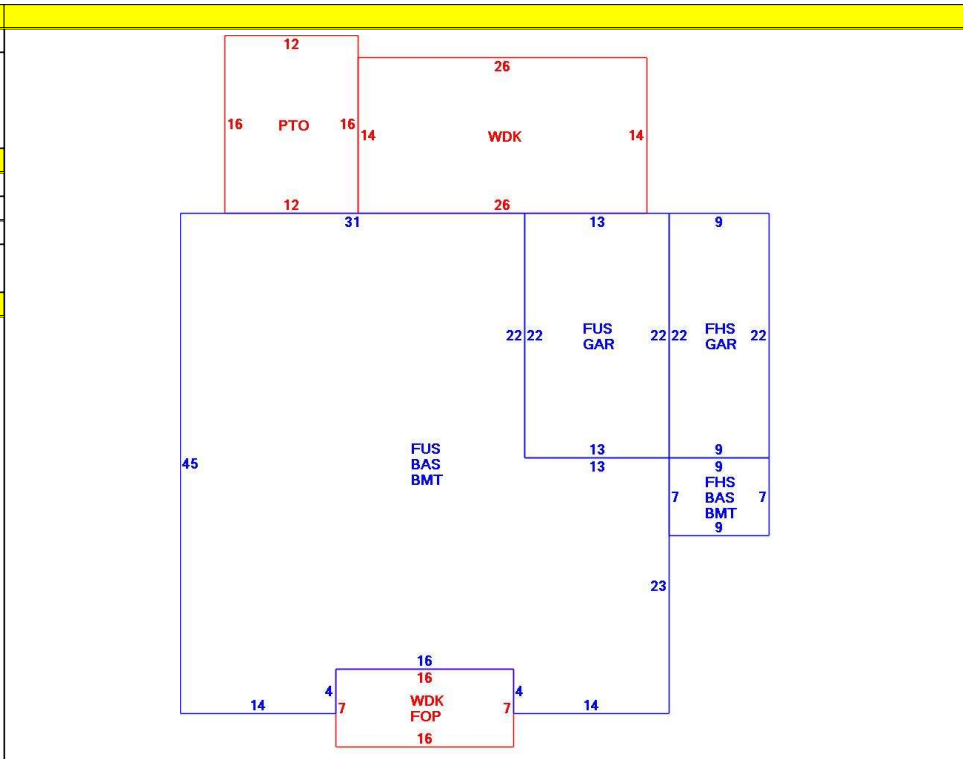 12
26
16 PTO 16
14 WDK 14
12 26
31 13 9
22 22 FUS 22 22 FHS 22
GAR GAR
FUS 13 9
45 BAS 13 9
BMT FHS
7 BAS 7
BMT
9
23
16
16
4 WDK 4
14 7 FOP 7 14
16